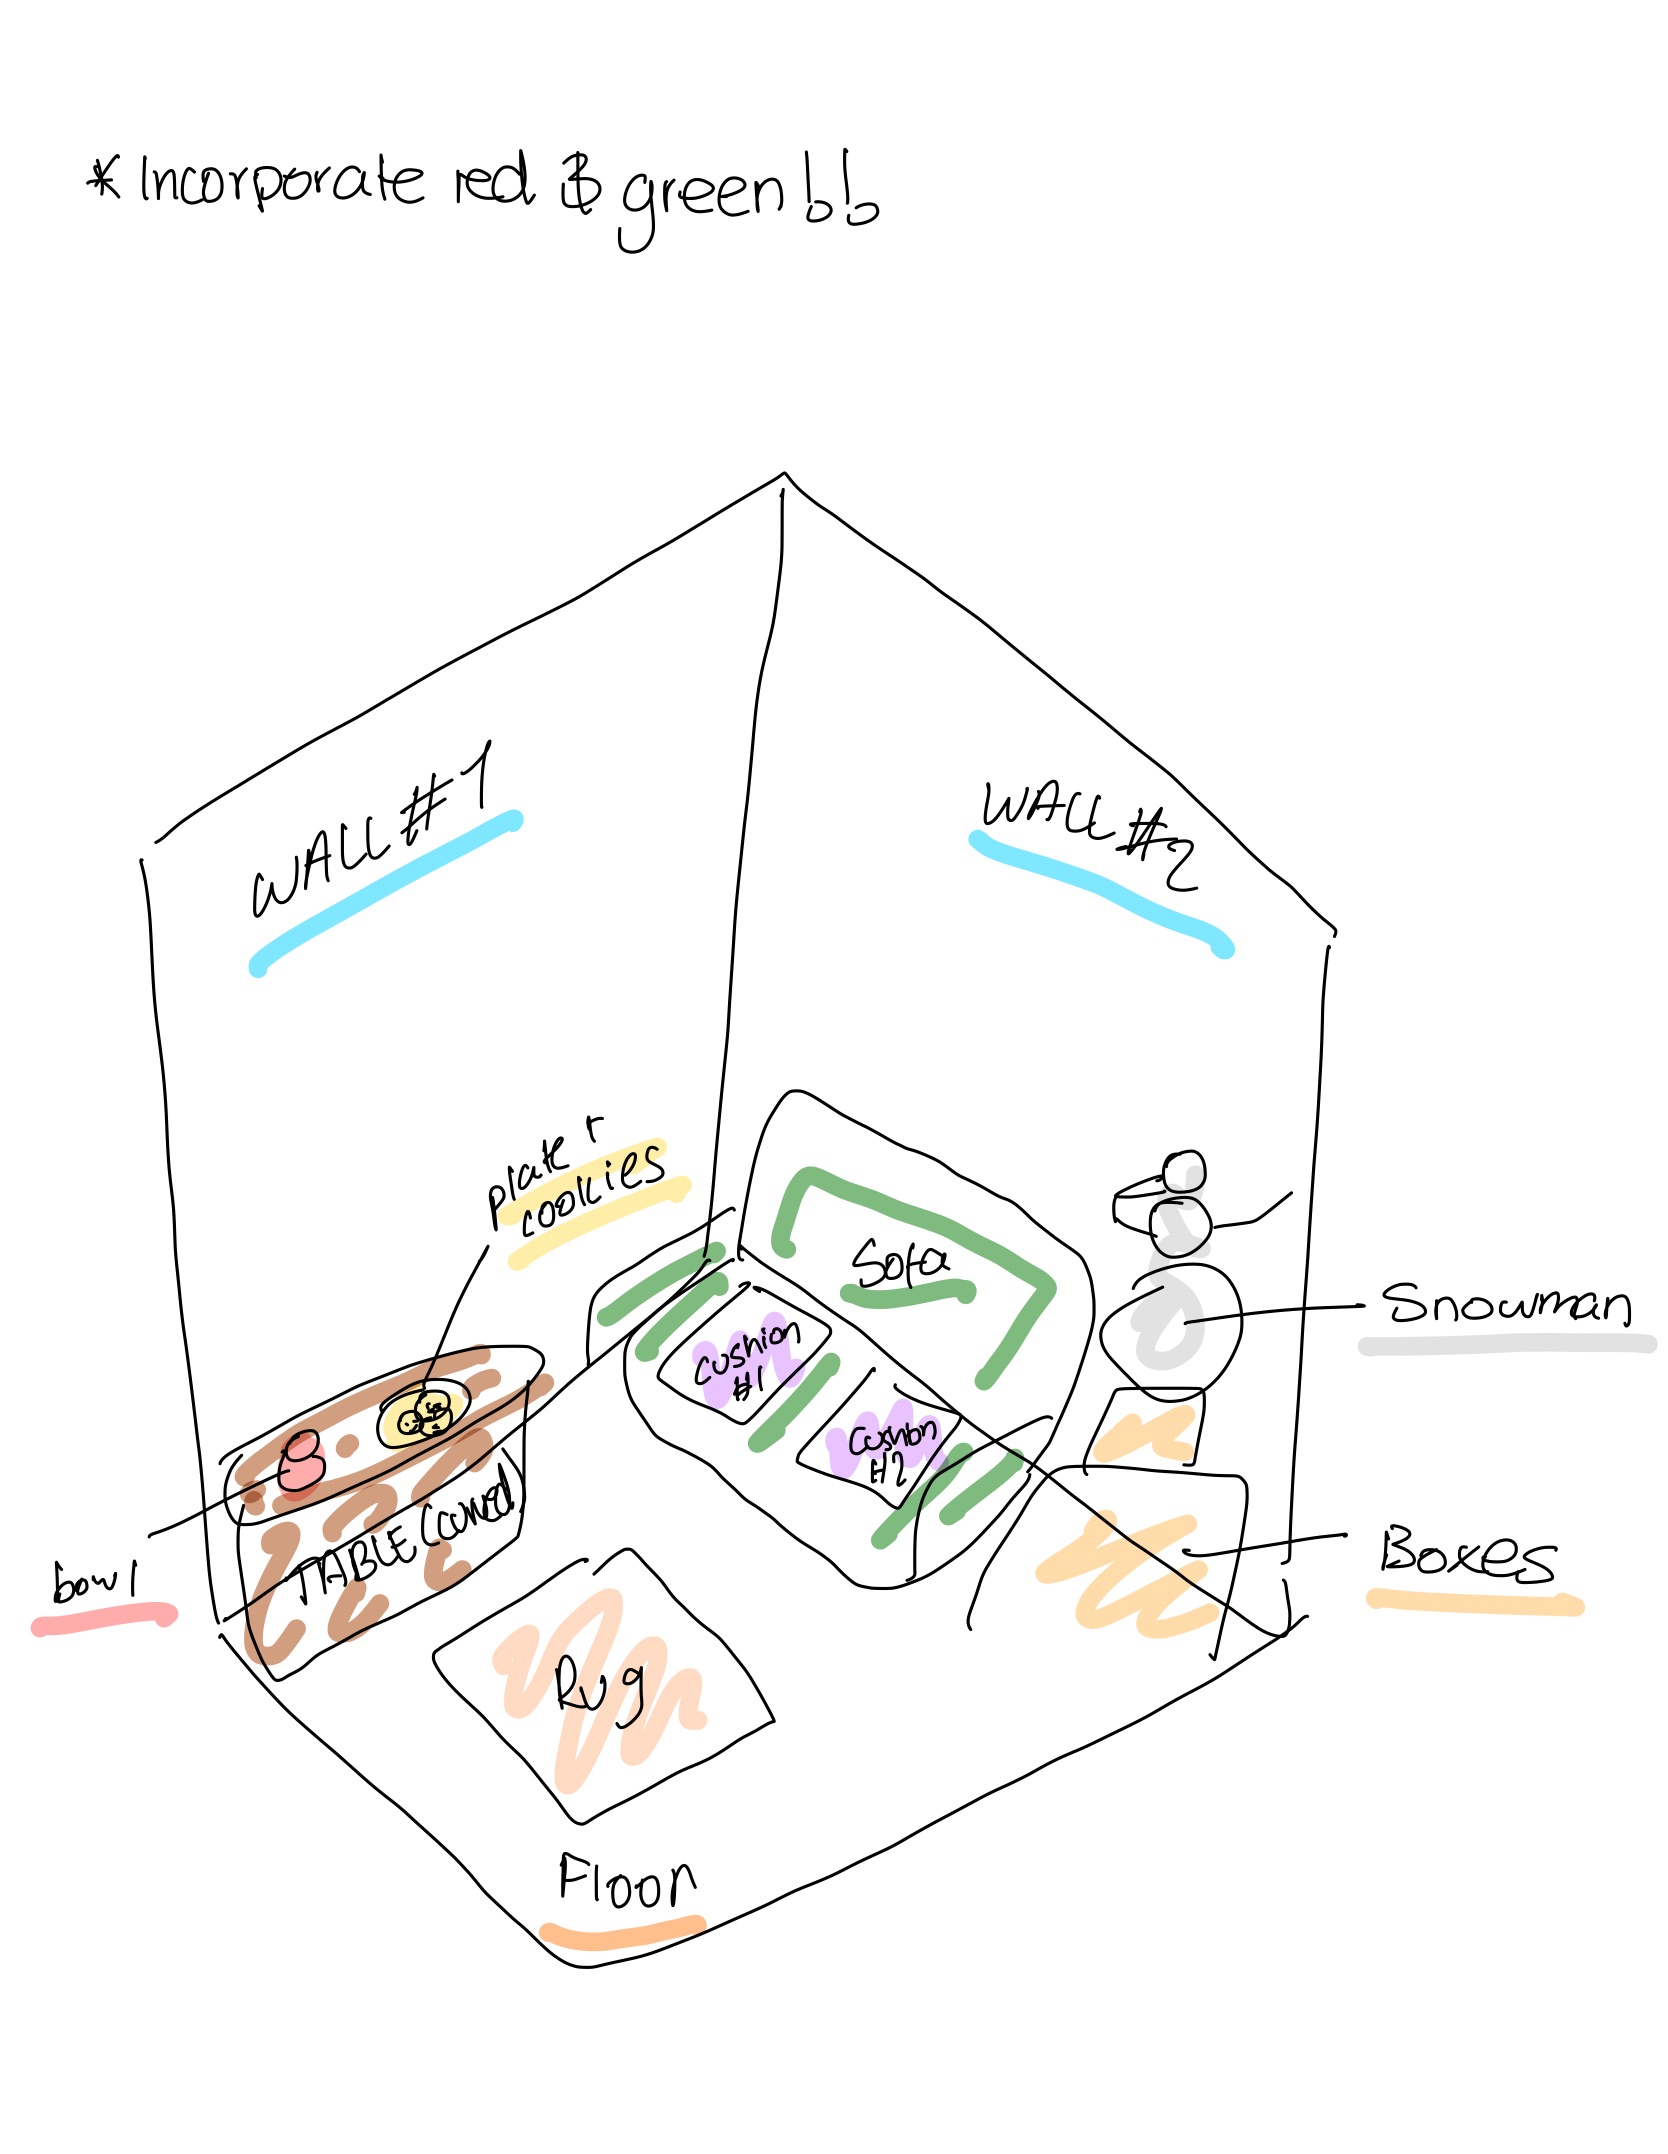 * Incorporate red & green!!
WALL #1
WALL #2
plate +
cookies
Sofa
cushion
#1
cushion
#2
Snowman
TABLE (curved)
bowl
Boxes
Rug
Floor